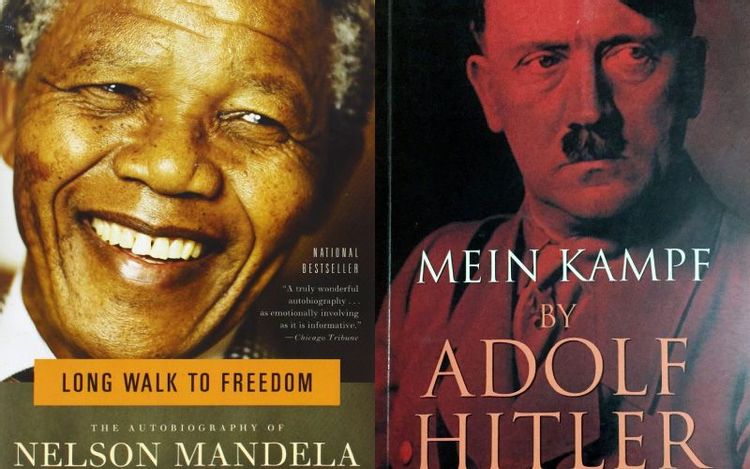 NATIONAL
BESTSELLER
"A truly wonderful
autobiography . . .
as emotionally involving
as it is informative."
—Chicago Tribune
LONG WALK TO FREEDOM
THE AUTOBIOGRAPHY OF
NELSON MANDELA
MEIN KAMPF
BY
ADOLF
HITLER